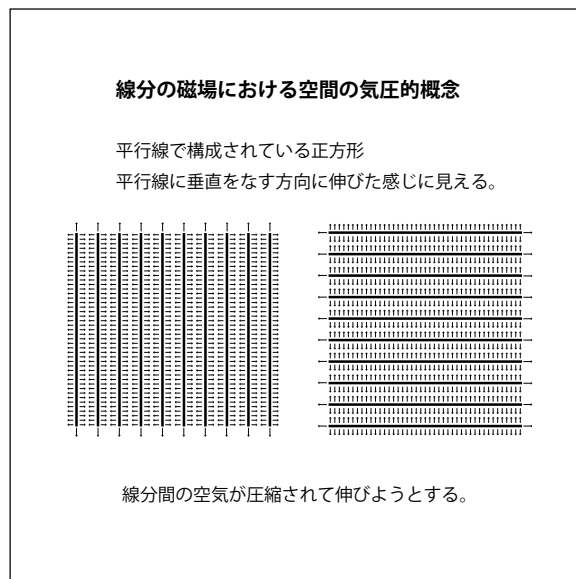 線分の磁場における空間の気圧的概念
平行線で構成されている正方形
平行線に垂直をなす方向に伸びた感じに見える。
線分間の空気が圧縮されて伸びようとする。